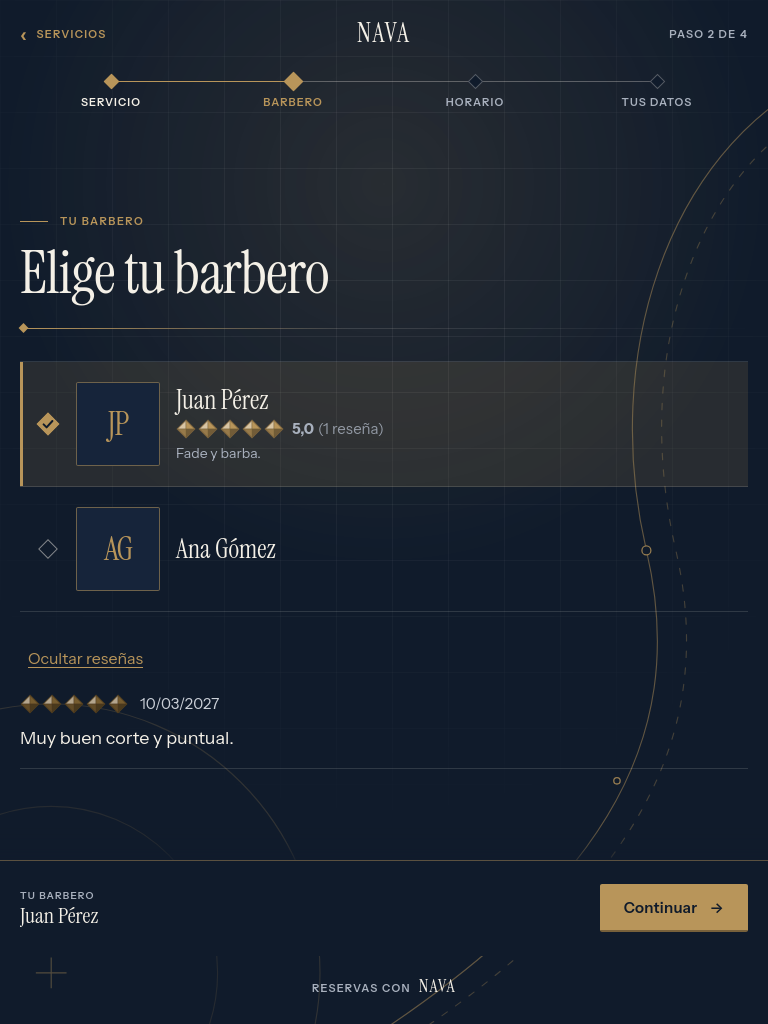 ‹ SERVICIOS
NAVA
PASO 2 DE 4
SERVICIO
BARBERO
HORARIO
TUS DATOS
TU BARBERO
Elige tu barbero
JP
Juan Pérez
5,0 (1 reseña)
Fade y barba.
AG
Ana Gómez
Ocultar reseñas
10/03/2027
Muy buen corte y puntual.
TU BARBERO
Juan Pérez
Continuar →
RESERVAS CON NAVA